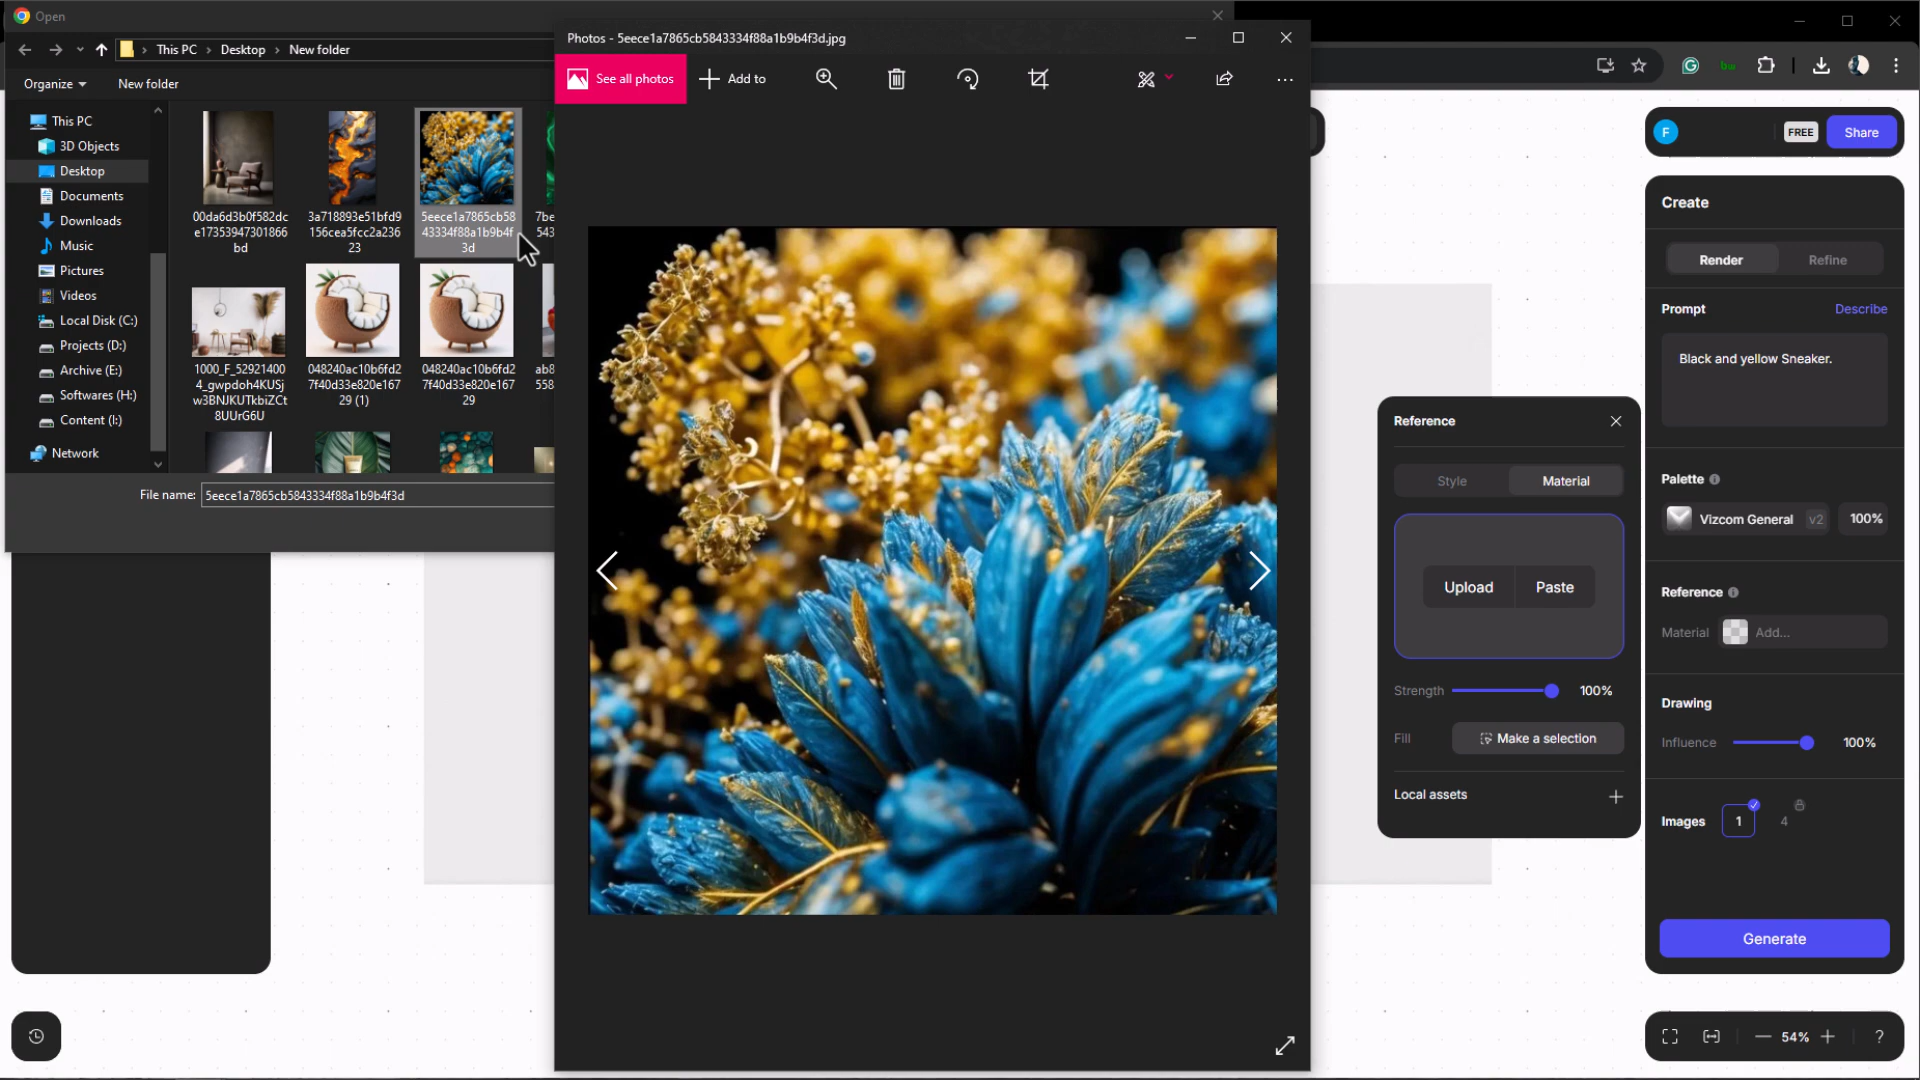 Open
This PC
Desktop
New folder
Organize
New folder
This PC
3D Objects
Desktop
Documents
Downloads
Music
Pictures
Videos
Local Disk (C:)
Projects (D:)
Archive (E:)
Softwares (H:)
Content (I:)
Network
00da6d3b0f582dc
e17353947301866
bd
3a718893e51bfd9
156cea5fcc2a236
23
5eece1a7865cb58
43334f88a1b9b4f
3d
7be
543
1000_F_52921400
4_gwpdoh4KUSj
w3BNJKUTkbiZCt
8UUrG6U
048240ac10b6fd2
7f40d33e820e167
29 (1)
048240ac10b6fd2
7f40d33e820e167
29
ab8
558
File name:
5eece1a7865cb5843334f88a1b9b4f3d
Photos - 5eece1a7865cb5843334f88a1b9b4f3d.jpg
See all photos
Add to
F
FREE
Share
Create
Render
Refine
Prompt
Describe
Black and yellow Sneaker.
Palette
Vizcom General
v2
100%
Reference
Material
Add...
Drawing
Influence
100%
Images
1
4
Generate
Reference
Style
Material
Upload
Paste
Strength
100%
Fill
Make a selection
Local assets
54%
?